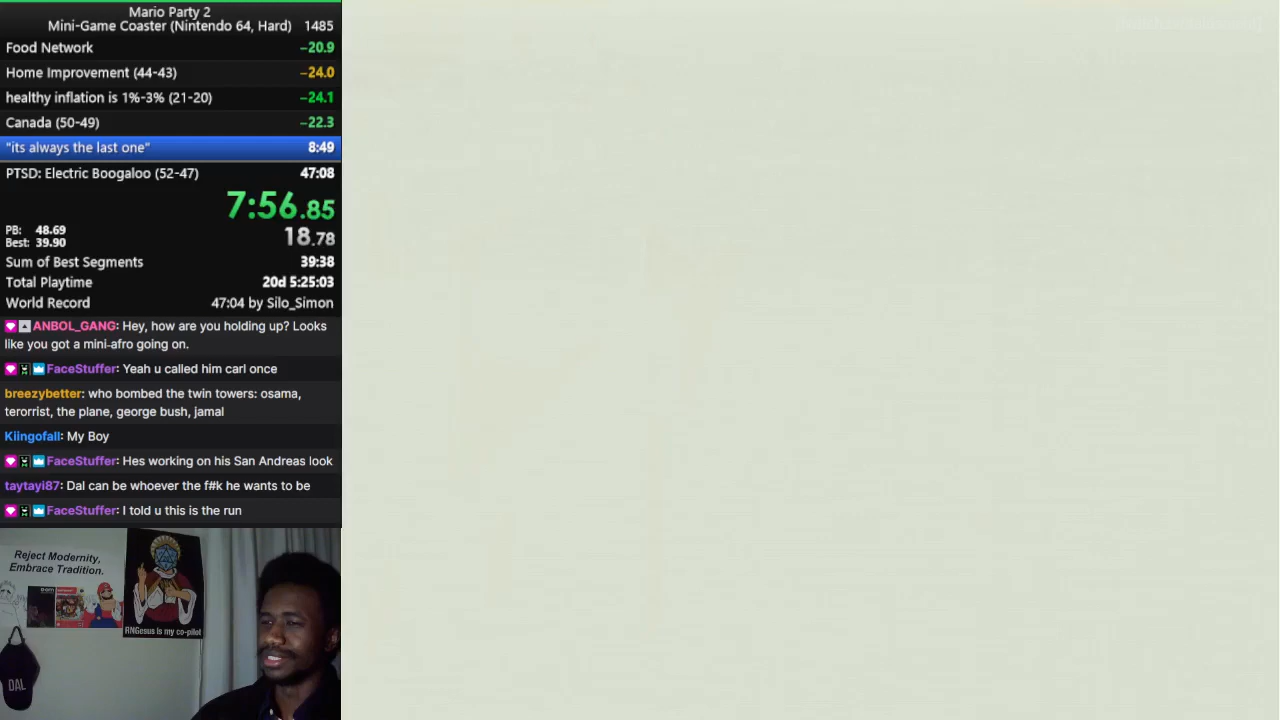 Mario Party 2
Mini-Game Coaster (Nintendo 64, Hard) 1485
Food Network -20.9
Home Improvement (44-43) -24.0
healthy inflation is 1%-3% (21-20) -24.1
Canada (50-49) -22.3
"its always the last one" 8:49
PTSD: Electric Boogaloo (52-47) 47:08
7:56.85
PB: 48.69
Best: 39.90
18.78
Sum of Best Segments 39:38
Total Playtime 20d 5:25:03
World Record 47:04 by Silo_Simon
ANBOL_GANG: Hey, how are you holding up? Looks
like you got a mini-afro going on.
FaceStuffer: Yeah u called him carl once
breezybetter: who bombed the twin towers: osama,
terorrist, the plane, george bush, jamal
Kiingofall: My Boy
FaceStuffer: Hes working on his San Andreas look
taytayi87: Dal can be whoever the f#k he wants to be
FaceStuffer: I told u this is the run
Reject Modernity,
Embrace Tradition.
RNGesus is my co-pilot
DAL